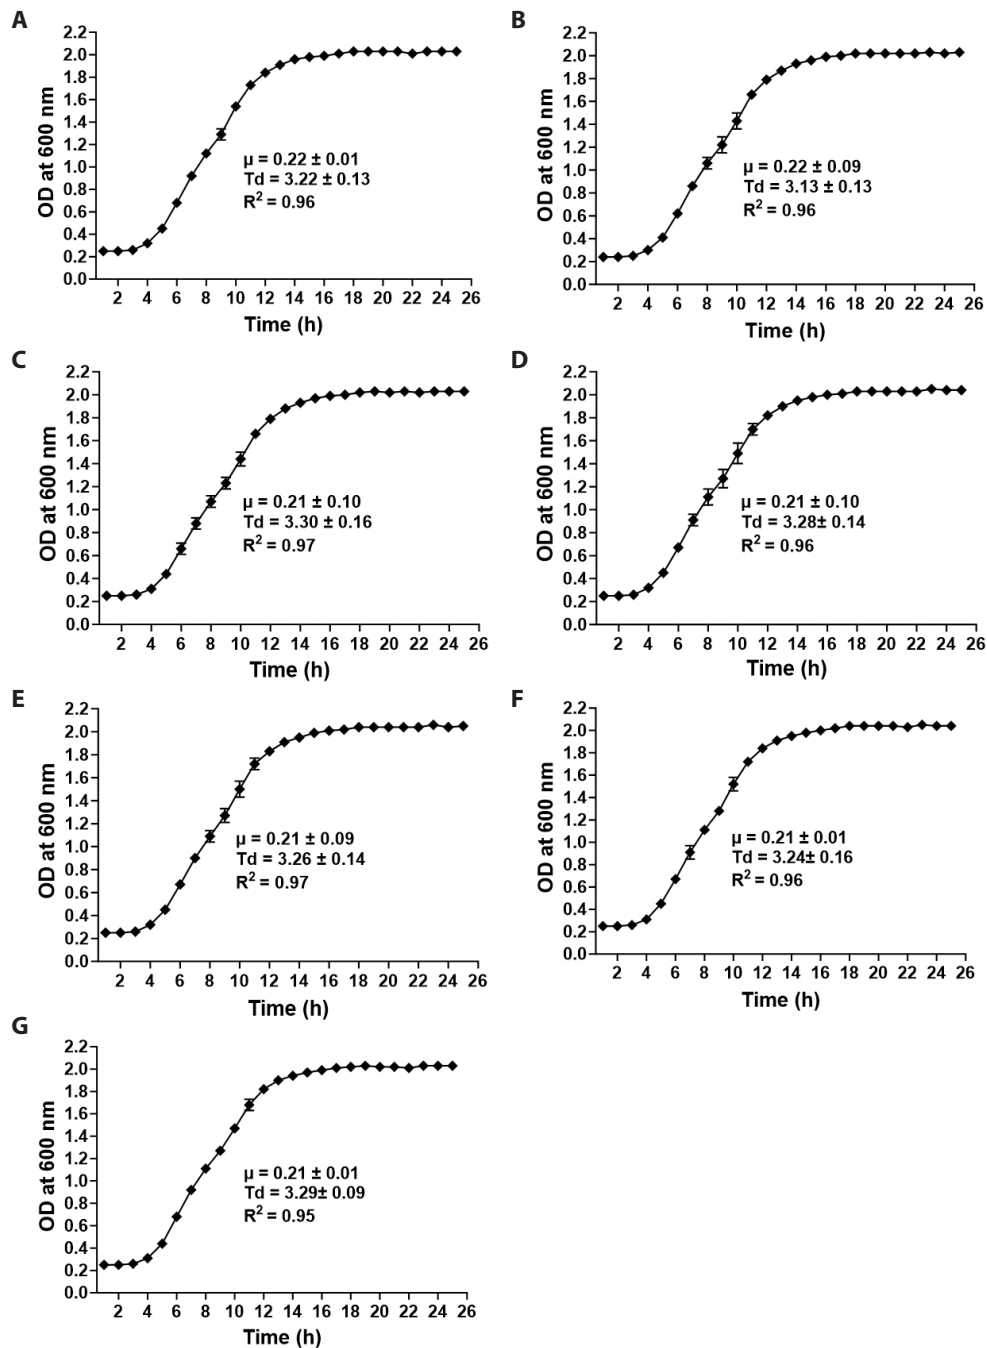 A
OD at 600 nm
2.2
2.0
1.8
1.6
1.4
1.2
1.0
0.8
0.6
0.4
0.2
0.0
µ = 0.22 ± 0.01
Td = 3.22 ± 0.13
R² = 0.96
2 4 6 8 10 12 14 16 18 20 22 24 26
Time (h)
B
OD at 600 nm
2.2
2.0
1.8
1.6
1.4
1.2
1.0
0.8
0.6
0.4
0.2
0.0
µ = 0.22 ± 0.09
Td = 3.13 ± 0.13
R² = 0.96
2 4 6 8 10 12 14 16 18 20 22 24 26
Time (h)
C
OD at 600 nm
2.2
2.0
1.8
1.6
1.4
1.2
1.0
0.8
0.6
0.4
0.2
0.0
µ = 0.21 ± 0.10
Td = 3.30 ± 0.16
R² = 0.97
2 4 6 8 10 12 14 16 18 20 22 24 26
Time (h)
D
OD at 600 nm
2.2
2.0
1.8
1.6
1.4
1.2
1.0
0.8
0.6
0.4
0.2
0.0
µ = 0.21 ± 0.10
Td = 3.28± 0.14
R² = 0.96
2 4 6 8 10 12 14 16 18 20 22 24 26
Time (h)
E
OD at 600 nm
2.2
2.0
1.8
1.6
1.4
1.2
1.0
0.8
0.6
0.4
0.2
0.0
µ = 0.21 ± 0.09
Td = 3.26 ± 0.14
R² = 0.97
2 4 6 8 10 12 14 16 18 20 22 24 26
Time (h)
F
OD at 600 nm
2.2
2.0
1.8
1.6
1.4
1.2
1.0
0.8
0.6
0.4
0.2
0.0
µ = 0.21 ± 0.01
Td = 3.24± 0.16
R² = 0.96
2 4 6 8 10 12 14 16 18 20 22 24 26
Time (h)
G
OD at 600 nm
2.2
2.0
1.8
1.6
1.4
1.2
1.0
0.8
0.6
0.4
0.2
0.0
µ = 0.21 ± 0.01
Td = 3.29± 0.09
R² = 0.95
2 4 6 8 10 12 14 16 18 20 22 24 26
Time (h)